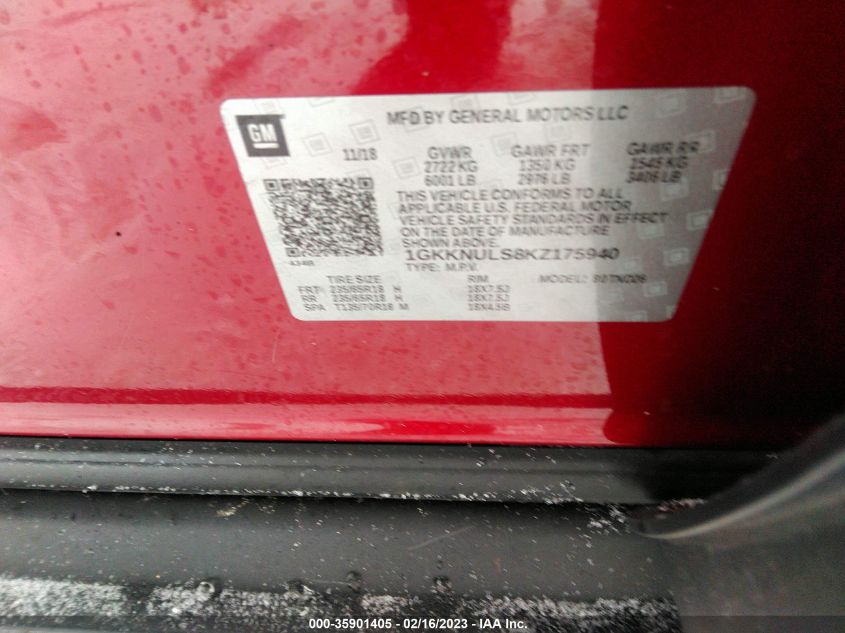 GM
MFD BY GENERAL MOTORS LLC
11/18 GVWR GAWR FRT GAWR RR
2722 KG 1350 KG 1545 KG
6001 LB 2976 LB 3406 LB
THIS VEHICLE CONFORMS TO ALL
APPLICABLE U.S. FEDERAL MOTOR
VEHICLE SAFETY STANDARDS IN EFFECT
ON THE DATE OF MANUFACTURE
SHOWN ABOVE.
1GKKNULS8KZ175940
TYPE: M.P.V. MODEL:
TIRE SIZE RIM
FRT: 235/65R18 H 18X7.5J
RR 235/65R18 H 18X7.5J
SPA T135/70R18 M 18X4.5B
000-35901405 - 02/16/2023 - IAA Inc.